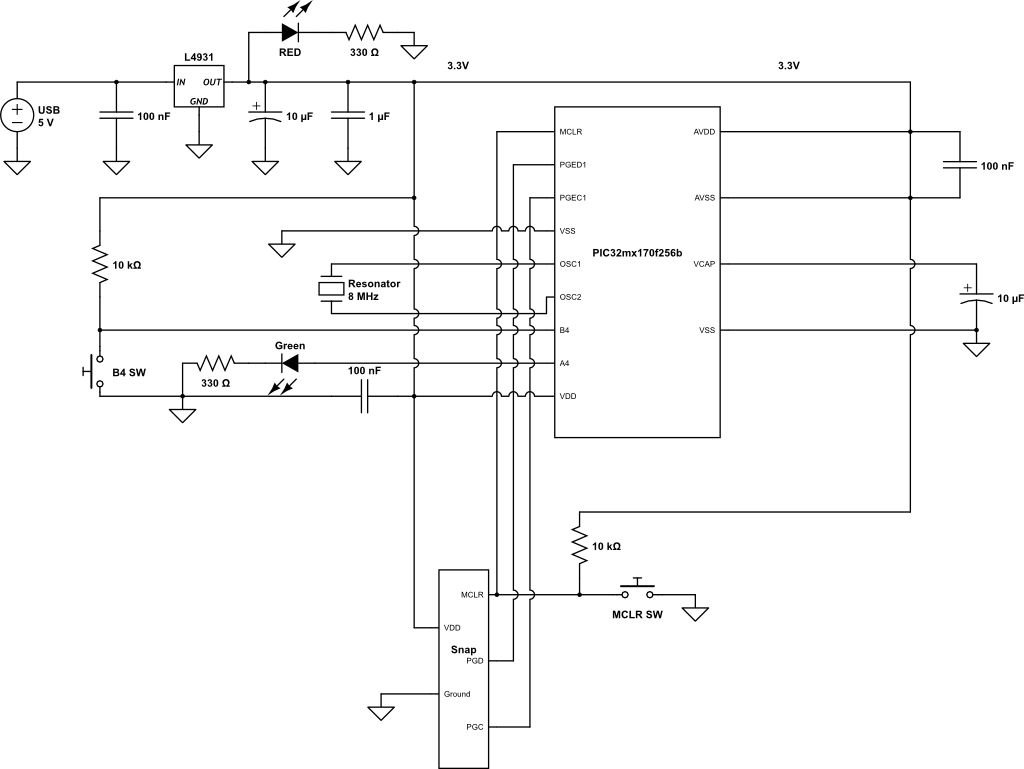 RED
330 Ω
L4931
3.3V
3.3V
IN OUT
GND
USB
5 V
100 nF
10 µF
1 µF
MCLR
AVDD
PGED1
100 nF
PGEC1
AVSS
VSS
PIC32mx170f256b
10 kΩ
OSC1
VCAP
Resonator
8 MHz
OSC2
10 µF
B4
VSS
Green
A4
B4 SW
330 Ω
100 nF
VDD
10 kΩ
MCLR
MCLR SW
VDD
Snap
PGD
Ground
PGC